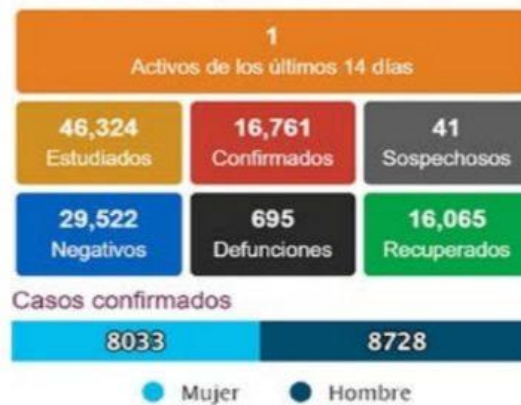 1
Activos de los últimos 14 días
46,324
Estudiados
16,761
Confirmados
41
Sospechosos
29,522
Negativos
695
Defunciones
16,065
Recuperados
Casos confirmados
8033
8728
Mujer
Hombre